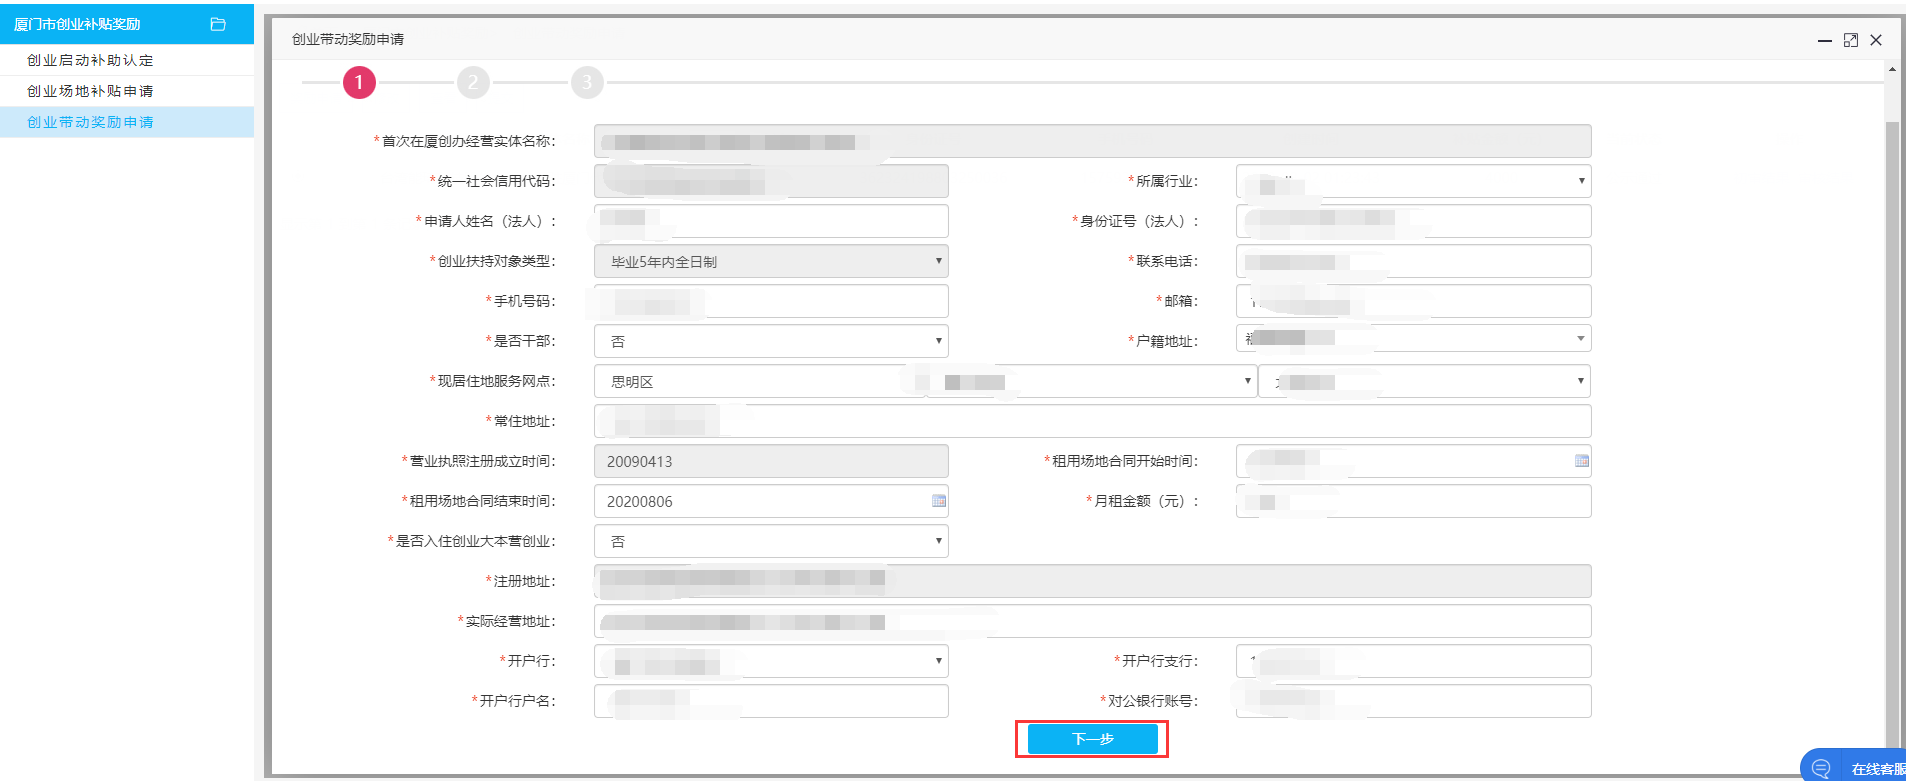 厦门市创业补贴奖励
创业启动补助认定
创业场地补贴申请
创业带动奖励申请
创业带动奖励申请
1 2 3
*首次在厦创办经营实体名称:
*统一社会信用代码: *所属行业:
*申请人姓名（法人）: *身份证号（法人）:
*创业扶持对象类型: 毕业5年内全日制 *联系电话:
*手机号码: *邮箱:
*是否干部: 否 *户籍地址:
*现居住地服务网点: 思明区
*常住地址:
*营业执照注册成立时间: 20090413 *租用场地合同开始时间:
*租用场地合同结束时间: 20200806 *月租金额（元）:
*是否入住创业大本营创业: 否
*注册地址:
*实际经营地址:
*开户行: *开户行支行:
*开户行户名: *对公银行账号:
下一步
在线客服